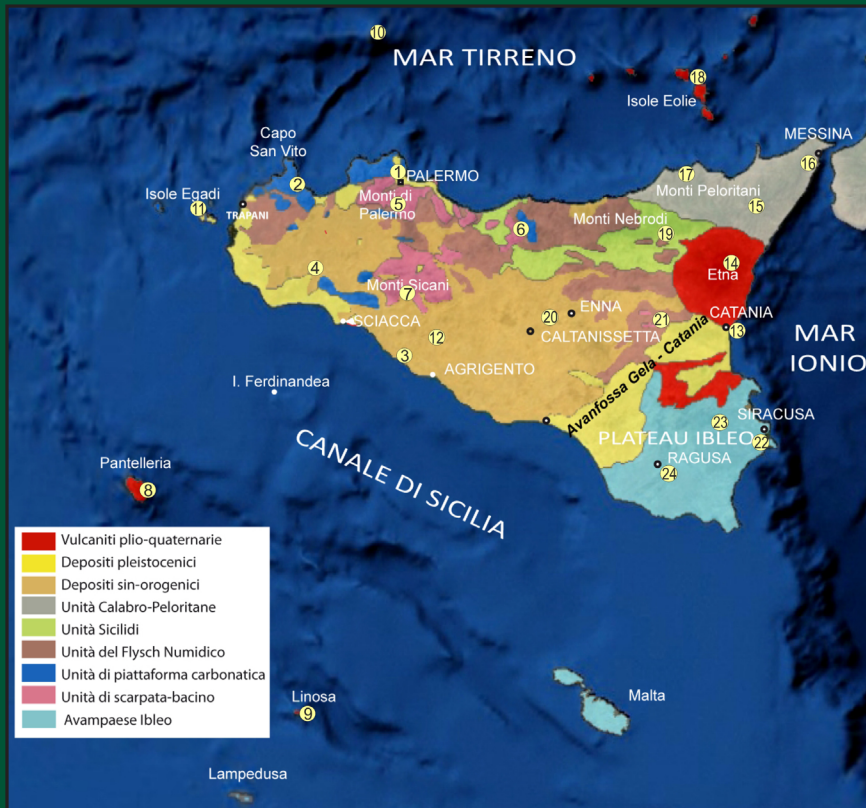 10
MAR TIRRENO
18
Isole Eolie
Capo
San Vito
MESSINA
16
1
PALERMO
17
2
Monti di
Palermo
5
Monti Peloritani
15
Isole Egadi
11
TRAPANI
6
Monti Nebrodi
19
4
14
Etna
Monti Sicani
7
ENNA
20
21
CATANIA
13
SCIACCA
12
CALTANISSETTA
3
AGRIGENTO
Avanfossa Gela - Catania
MAR
IONIO
I. Ferdinandea
23
SIRACUSA
22
PLATEAU IBLEO
RAGUSA
24
CANALE DI SICILIA
Pantelleria
8
Vulcaniti plio-quaternarie
Depositi pleistocenici
Depositi sin-orogenici
Unità Calabro-Peloritane
Unità Sicilidi
Unità del Flysch Numidico
Unità di piattaforma carbonatica
Unità di scarpata-bacino
Avampaese Ibleo
Linosa
9
Malta
Lampedusa